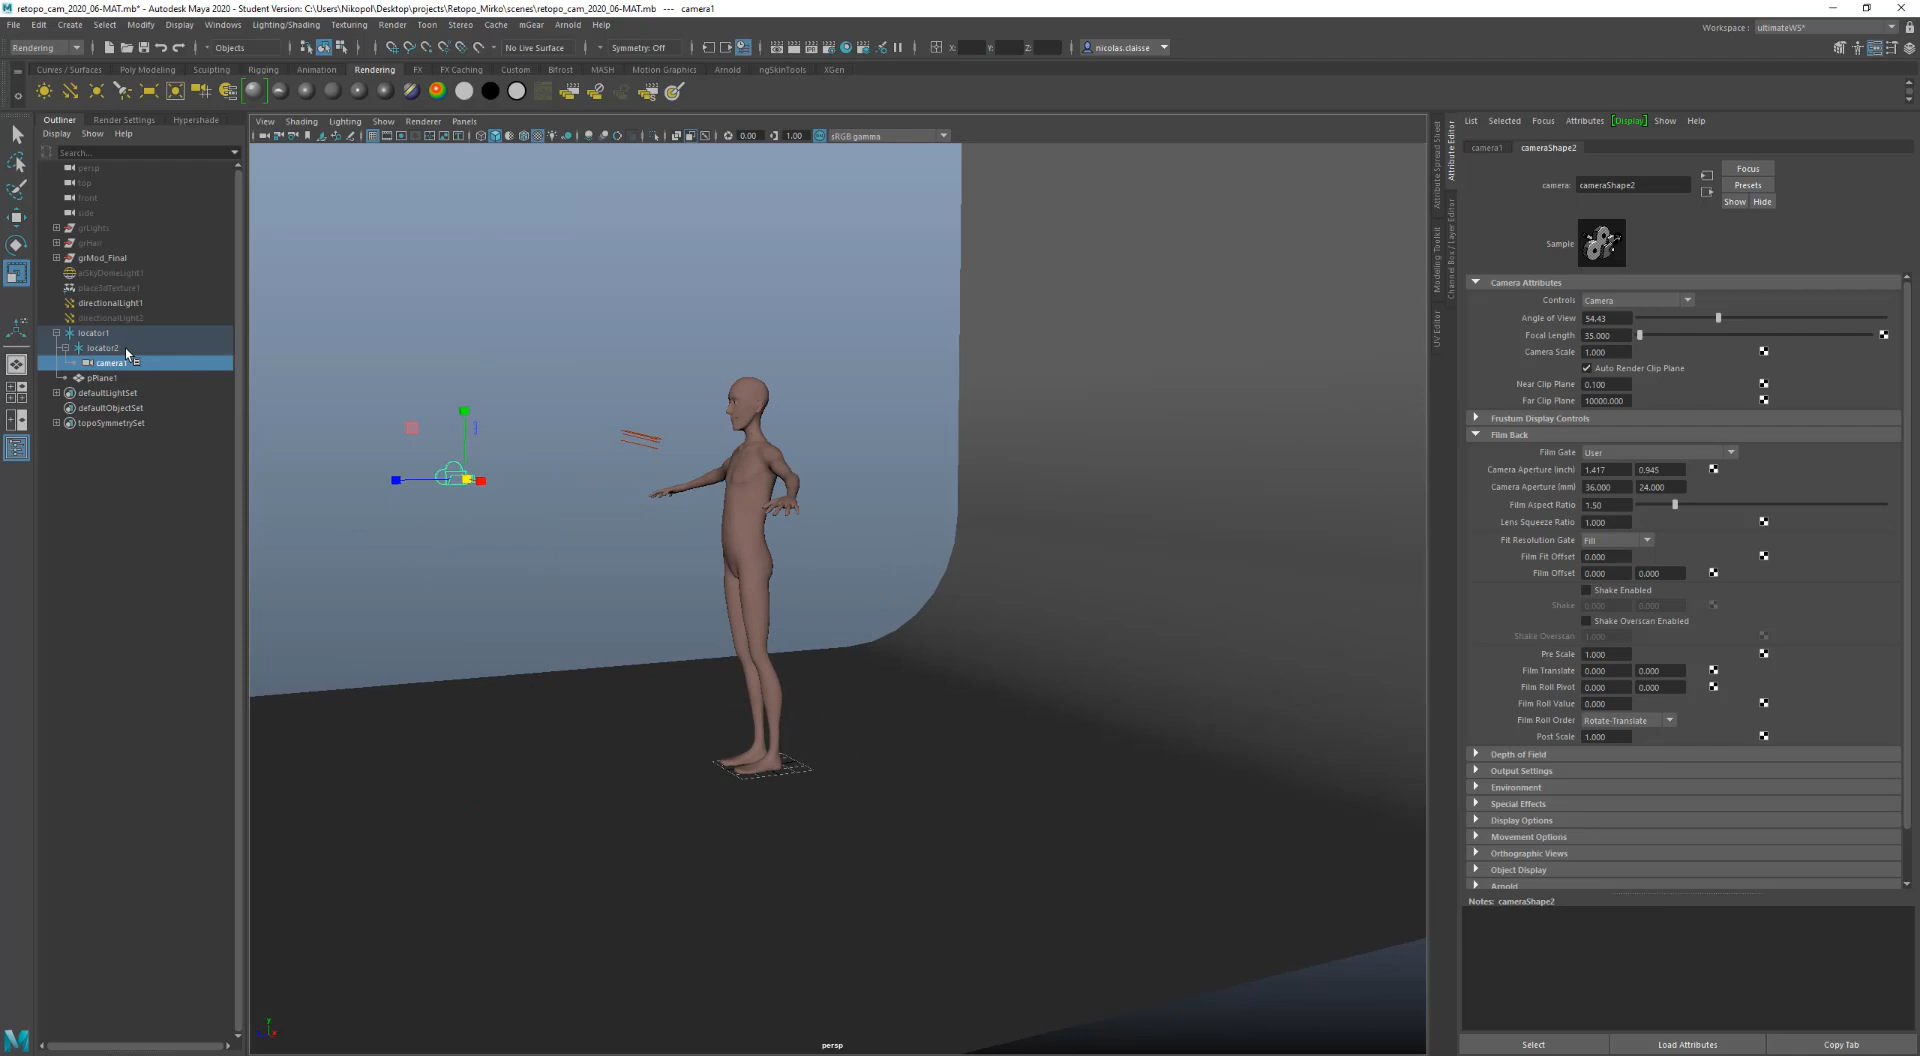 retopo_cam_2020_06-MAT.mb* - Autodesk Maya 2020 - Student Version: C:\Users\Nikopol\Desktop\projects\Retopo_Mirko\scenes\retopo_cam_2020_06-MAT.mb --- camera1
File Edit Create Select Modify Display Windows Lighting/Shading Texturing Render Toon Stereo Cache mGear Arnold Help
Workspace : ultimateWS*
Rendering Objects No Live Surface Symmetry: Off X: Y: Z: nicolas.claisse
Curves / Surfaces Poly Modeling Sculpting Rigging Animation Rendering FX FX Caching Custom Bifrost MASH Motion Graphics Arnold ngSkinTools XGen
Outliner Render Settings Hypershade
Display Show Help
Search...
persp
top
front
side
grLights
grHair
grMod_Final
aiSkyDomeLight1
place3dTexture1
directionalLight1
directionalLight2
locator1
locator2
camera1
pPlane1
defaultLightSet
defaultObjectSet
topoSymmetrySet
View Shading Lighting Show Renderer Panels
0.00 1.00 sRGB gamma
persp
Attribute Spread Sheet
Attribute Editor
Modeling Toolkit
Channel Box / Layer Editor
UV Editor
List Selected Focus Attributes Display Show Help
camera1 cameraShape2
camera: cameraShape2
Focus
Presets
Show Hide
Sample
Camera Attributes
Controls Camera
Angle of View 54.43
Focal Length 35.000
Camera Scale 1.000
Auto Render Clip Plane
Near Clip Plane 0.100
Far Clip Plane 10000.000
Frustum Display Controls
Film Back
Film Gate User
Camera Aperture (inch) 1.417 0.945
Camera Aperture (mm) 36.000 24.000
Film Aspect Ratio 1.50
Lens Squeeze Ratio 1.000
Fit Resolution Gate Fill
Film Fit Offset 0.000
Film Offset 0.000 0.000
Shake Enabled
Shake 0.000 0.000
Shake Overscan Enabled
Shake Overscan 1.000
Pre Scale 1.000
Film Translate 0.000 0.000
Film Roll Pivot 0.000 0.000
Film Roll Value 0.000
Film Roll Order Rotate-Translate
Post Scale 1.000
Depth of Field
Output Settings
Environment
Special Effects
Display Options
Movement Options
Orthographic Views
Object Display
Arnold
Notes: cameraShape2
Select Load Attributes Copy Tab